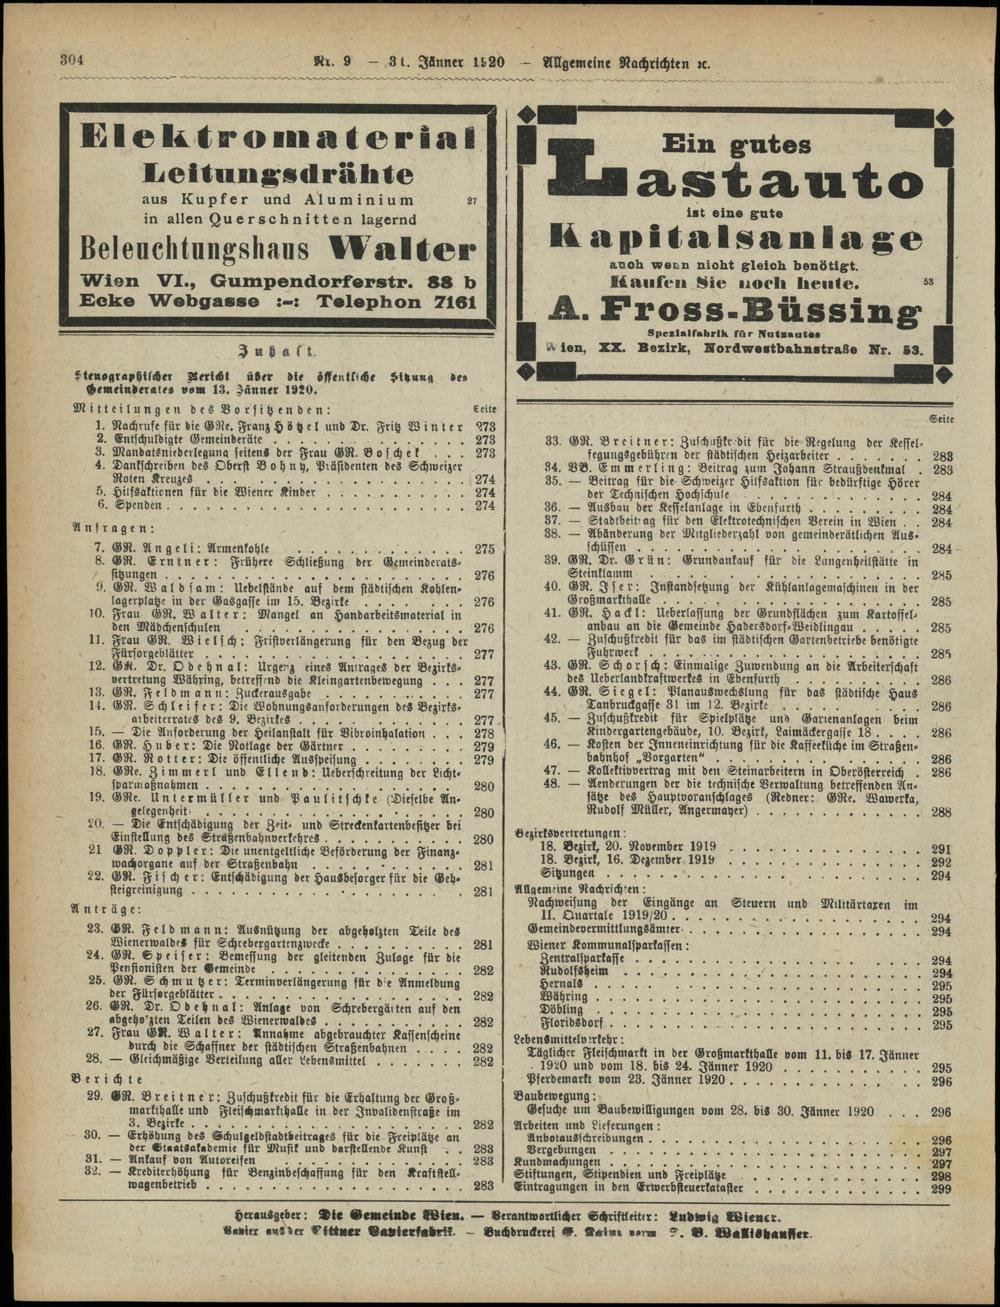 304
Nr. 9 — 31. Jänner 1920 — Allgemeine Nachrichten ꝛc.
Elektromaterial
Leitungsdrähte
aus Kupfer und Aluminium 27
in allen Querschnitten lagernd
Beleuchtungshaus Walter
Wien VI., Gumpendorferstr. 88 b
Ecke Webgasse :–: Telephon 7161
Inhalt.
Stenographischer Bericht über die öffentliche Sitzung des
Gemeinderates vom 13. Jänner 1920.
Mitteilungen des Vorsitzenden: Seite
1. Nachrufe für die GRe. Franz Hötzel und Dr. Fritz Winter 273
2. Entschuldigte Gemeinderäte . . . 273
3. Mandatsniederlegung seitens der Frau GR. Boschek . . . 273
4. Dankschreiben des Oberst Bohny, Präsidenten des Schweizer
Roten Kreuzes . . . 274
5. Hilfsaktionen für die Wiener Kinder . . . 274
6. Spenden . . . 274
Anfragen:
7. GR. Angeli: Armenkohle . . . 275
8. GR. Erntner: Frühere Schließung der Gemeinderats-
sitzungen . . . 276
9. GR. Waldsam: Uebelstände auf dem städtischen Kohlen-
lagerplatze in der Gasgasse im 15. Bezirke . . . 276
10. Frau GR. Walter: Mangel an Handarbeitsmaterial in
den Mädchenschulen . . . 276
11. Frau GR. Wielsch: Fristverlängerung für den Bezug der
Fürsorgeblätter . . . 277
12. GR. Dr. Odehnal: Urgenz eines Antrages der Bezirks-
vertretung Währing, betreffend die Kleingartenbewegung . . . 277
13. GR. Feldmann: Zuckerausgabe . . . 277
14. GR. Schleifer: Die Wohnungsanforderungen des Bezirks-
arbeiterrates des 9. Bezirkes . . . 277
15. — Die Anforderung der Heilanstalt für Vibroinhalation . . 278
16. GR. Huber: Die Notlage der Gärtner . . . 279
17. GR. Rotter: Die öffentliche Ausspeisung . . . 279
18. GRe. Zimmerl und Ellend: Ueberschreitung der Licht-
sparmaßnahmen . . . 280
19. GRe. Untermüller und Paulitschke (Dieselbe An-
gelegenheit) . . . 280
20. — Die Entschädigung der Zeit- und Streckenkartenbesitzer bei
Einstellung des Straßenbahnverkehres . . . 280
21 GR. Doppler: Die unentgeltliche Beförderung der Finanz-
wachorgane auf der Straßenbahn . . . 281
22. GR. Fischer: Entschädigung der Hausbesorger für die Geh-
steigreinigung . . . 281
Anträge:
23. GR. Feldmann: Ausnützung der abgeholzten Teile des
Wienerwaldes für Schrebergartenzwecke . . . 281
24. GR. Speiser: Bemessung der gleitenden Zulage für die
Pensionisten der Gemeinde . . . 282
25. GR. Schmutzer: Terminverlängerung für die Anmeldung
der Fürsorgeblätter . . . 282
26. GR. Dr. Odehnal: Anlage von Schrebergärten auf den
abgeholzten Teilen des Wienerwaldes . . . 282
27. Frau GR. Walter: Annahme abgebrauchter Kassenscheine
durch die Schaffner der städtischen Straßenbahnen . . . 282
28. — Gleichmäßige Verteilung aller Lebensmittel . . . 282
Berichte
29. GR. Breitner: Zuschußkredit für die Erhaltung der Groß-
markthalle und Fleischmarkthalle in der Invalidenstraße im
3. Bezirke . . . 282
30. — Erhöhung des Schulgeldstadtbeitrages für die Freiplätze an
der Staatsakademie für Musik und darstellende Kunst . . 283
31. — Ankauf von Autoreifen . . . 283
32. — Krediterhöhung für Benzinbeschaffung für den Kraftstell-
wagenbetrieb . . . 283
Ein gutes
Lastauto
ist eine gute
Kapitalsanlage
auch wenn nicht gleich benötigt.
Kaufen Sie noch heute. 53
A. Fross-Büssing
Spezialfabrik für Nutzautos
Wien, XX. Bezirk, Nordwestbahnstraße Nr. 53.
Seite
33. GR. Breitner: Zuschußkredit für die Regelung der Kessel-
fegungsgebühren der städtischen Heizarbeiter . . . 283
34. VB. Emmerling: Beitrag zum Johann Straußdenkmal . 283
35. — Beitrag für die Schweizer Hilfsaktion für bedürftige Hörer
der Technischen Hochschule . . . 284
36. — Ausbau der Kesselanlage in Ebenfurth . . . 284
37. — Stadtbeitrag für den Elektrotechnischen Verein in Wien . . 284
38. — Abänderung der Mitgliederzahl von gemeinderätlichen Aus-
schüssen . . . 284
39. GR. Dr. Grün: Grundankauf für die Lungenheilstätte in
Steinklamm . . . 285
40. GR. Iser: Instandsetzung der Kühlanlagemaschinen in der
Großmarkthalle . . . 285
41. GR. Hackl: Ueberlassung der Grundflächen zum Kartoffel-
anbau an die Gemeinde Hadersdorf-Weidlingau . . . 285
42. — Zuschußkredit für das im städtischen Gartenbetriebe benötigte
Fuhrwerk . . . 285
43. GR. Schorsch: Einmalige Zuwendung an die Arbeiterschaft
des Ueberlandkraftwerkes in Ebenfurth . . . 286
44. GR. Siegel: Planauswechslung für das städtische Haus
Tanbruckgasse 31 im 12. Bezirke . . . 286
45. — Zuschußkredit für Spielplätze und Gartenanlagen beim
Kindergartengebäude, 10. Bezirk, Laimäckergasse 18 . . . 286
46. — Kosten der Inneneinrichtung für die Kaffeeküche im Straßen-
bahnhof „Vorgarten“ . . . 286
47. — Kollektivvertrag mit den Steinarbeitern in Oberösterreich . 286
48. — Aenderungen der die technische Verwaltung betreffenden An-
sätze des Hauptvoranschlages (Redner: GRe. Wawerka,
Rudolf Müller, Angermayer) . . . 288
Bezirksvertretungen:
18. Bezirk, 20. November 1919 . . . 291
18. Bezirk, 16. Dezember 1919 . . . 292
Sitzungen . . . 294
Allgemeine Nachrichten:
Nachweisung der Eingänge an Steuern und Militärtaxen im
II. Quartale 1919/20 . . . 294
Gemeindevermittlungsämter . . . 294
Wiener Kommunalsparkassen:
Zentralsparkasse . . . 294
Rudolfsheim . . . 294
Hernals . . . 295
Währing . . . 295
Döbling . . . 295
Floridsdorf . . . 295
Lebensmittelverkehr:
Täglicher Fleischmarkt in der Großmarkthalle vom 11. bis 17. Jänner
1920 und vom 18. bis 24. Jänner 1920 . . . 295
Pferdemarkt vom 23. Jänner 1920 . . . 296
Baubewegung:
Gesuche um Baubewilligungen vom 28. bis 30. Jänner 1920 . . . 296
Arbeiten und Lieferungen:
Anbotausschreibungen . . . 296
Vergebungen . . . 297
Kundmachungen . . . 297
Stiftungen, Stipendien und Freiplätze . . . 298
Eintragungen in den Erwerbsteuerkataster . . . 299
Herausgeber: Die Gemeinde Wien. — Verantwortlicher Schriftleiter: Ludwig Wiener.
Papier aus der Pittner Papierfabrik. — Buchdruckerei vorm. Wallishausser.